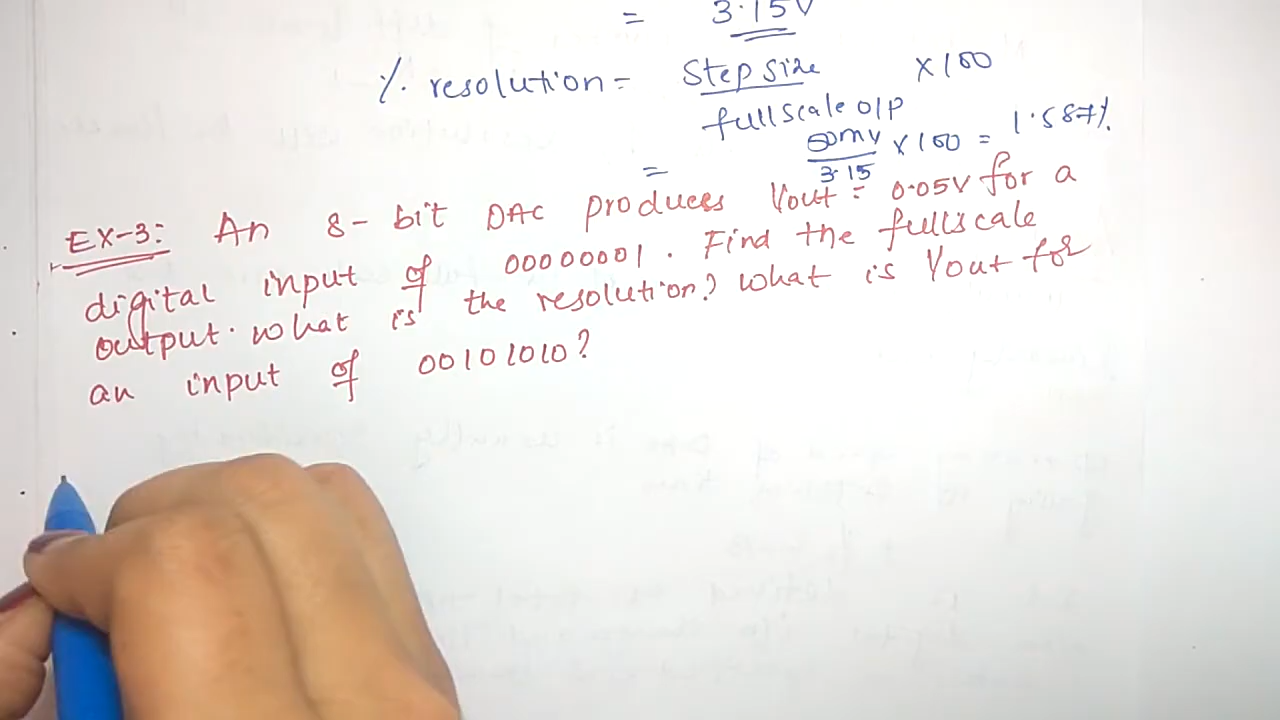 = 3.15V
% resolution = Step size / fullscale o/p × 100
= 50mV / 3.15 × 100 = 1.587%
EX-3: An 8-bit DAC produces Vout = 0.05V for a
digital input of 00000001. Find the fullscale
output. what is the resolution? what is Vout for
an input of 00101010?